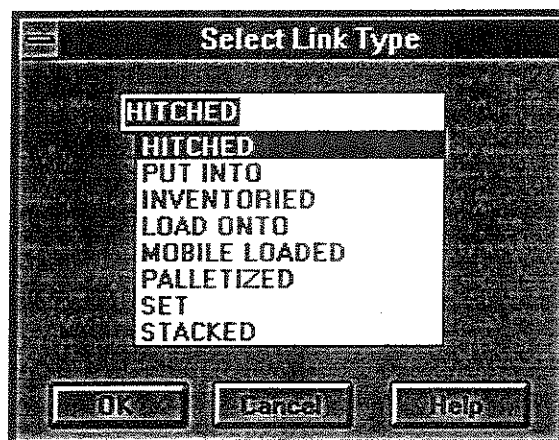 Select Link Type
HITCHED
HITCHED
PUT INTO
INVENTORIED
LOAD ONTO
MOBILE LOADED
PALLETIZED
SET
STACKED
OK Cancel Help